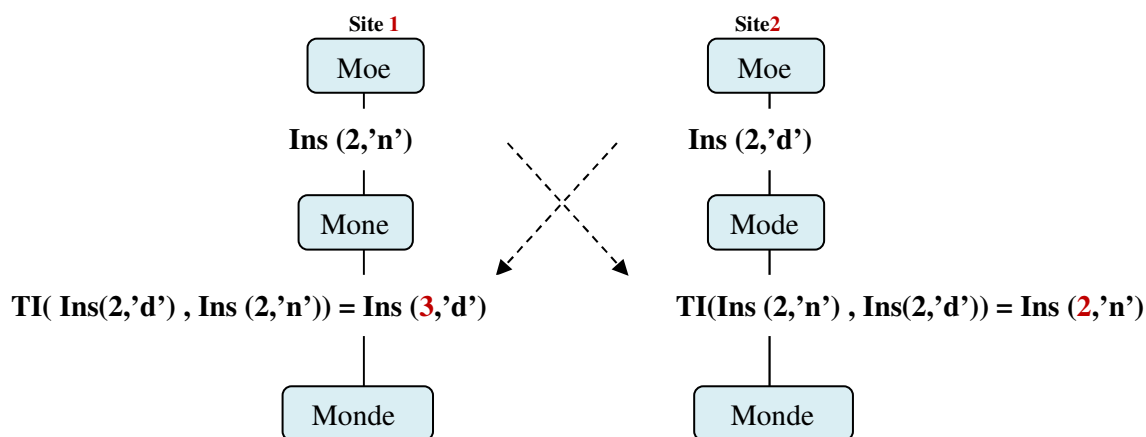 Site 1 Site2
Moe Moe
Ins (2,’n’) Ins (2,’d’)
Mone Mode
TI( Ins(2,’d’) , Ins (2,’n’)) = Ins (3,’d’) TI(Ins (2,’n’) , Ins(2,’d’)) = Ins (2,’n’)
Monde Monde